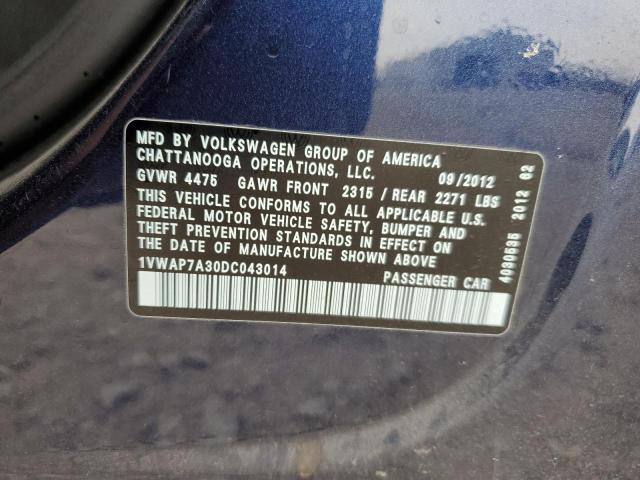 MFD BY VOLKSWAGEN GROUP OF AMERICA
CHATTANOOGA OPERATIONS, LLC. 09/2012
GVWR 4475 GAWR FRONT 2315 / REAR 2271 LBS
THIS VEHICLE CONFORMS TO ALL APPLICABLE U.S.
FEDERAL MOTOR VEHICLE SAFETY, BUMPER AND
THEFT PREVENTION STANDARDS IN EFFECT ON
THE DATE OF MANUFACTURE SHOWN ABOVE
1VWAP7A30DC043014 PASSENGER CAR
4030535 2012 82